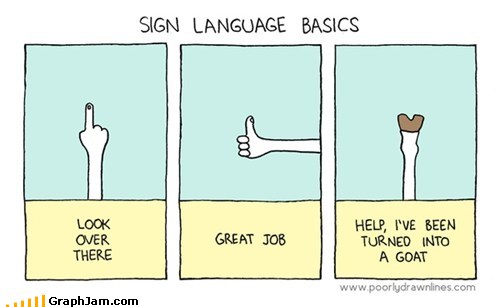 SIGN LANGUAGE BASICS
LOOK
OVER
THERE
GREAT JOB
HELP, I'VE BEEN
TURNED INTO
A GOAT
www.poorlydrawnlines.com
GraphJam.com